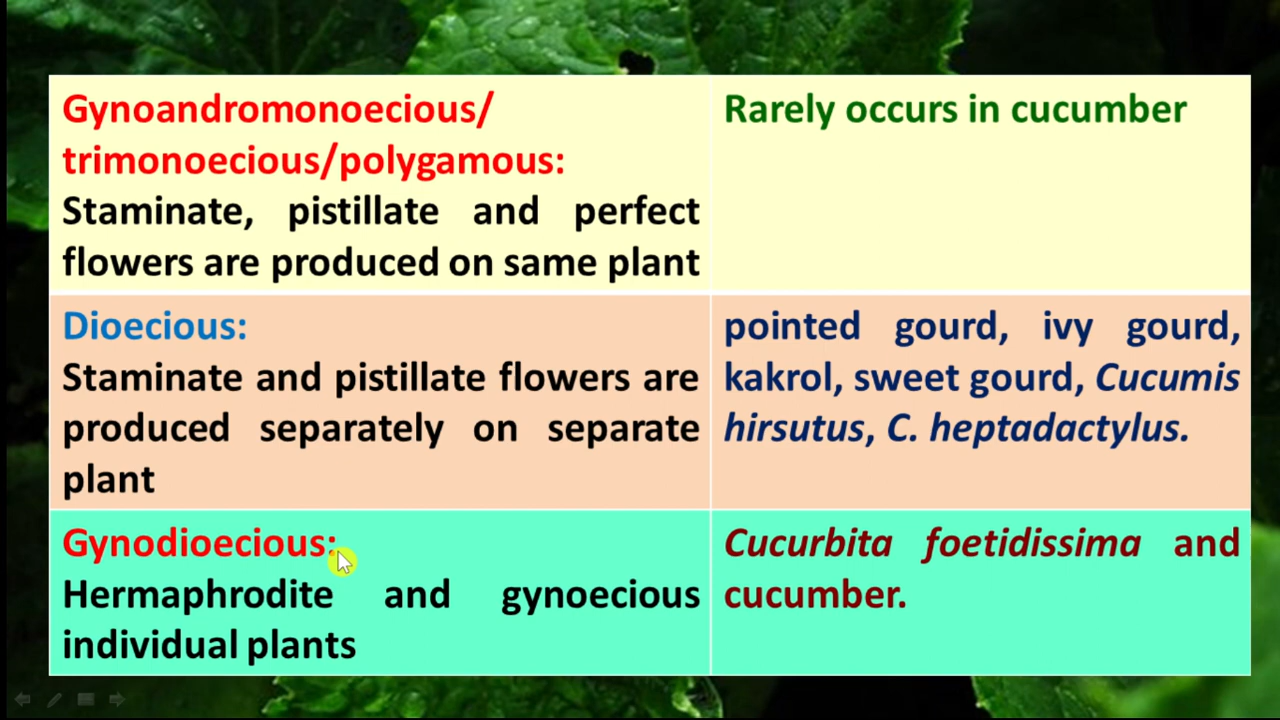 Gynoandromonoecious/
trimonoecious/polygamous:
Staminate, pistillate and perfect
flowers are produced on same plant
Rarely occurs in cucumber
Dioecious:
Staminate and pistillate flowers are
produced separately on separate
plant
pointed gourd, ivy gourd,
kakrol, sweet gourd, Cucumis
hirsutus, C. heptadactylus.
Gynodioecious:
Hermaphrodite and gynoecious
individual plants
Cucurbita foetidissima and
cucumber.